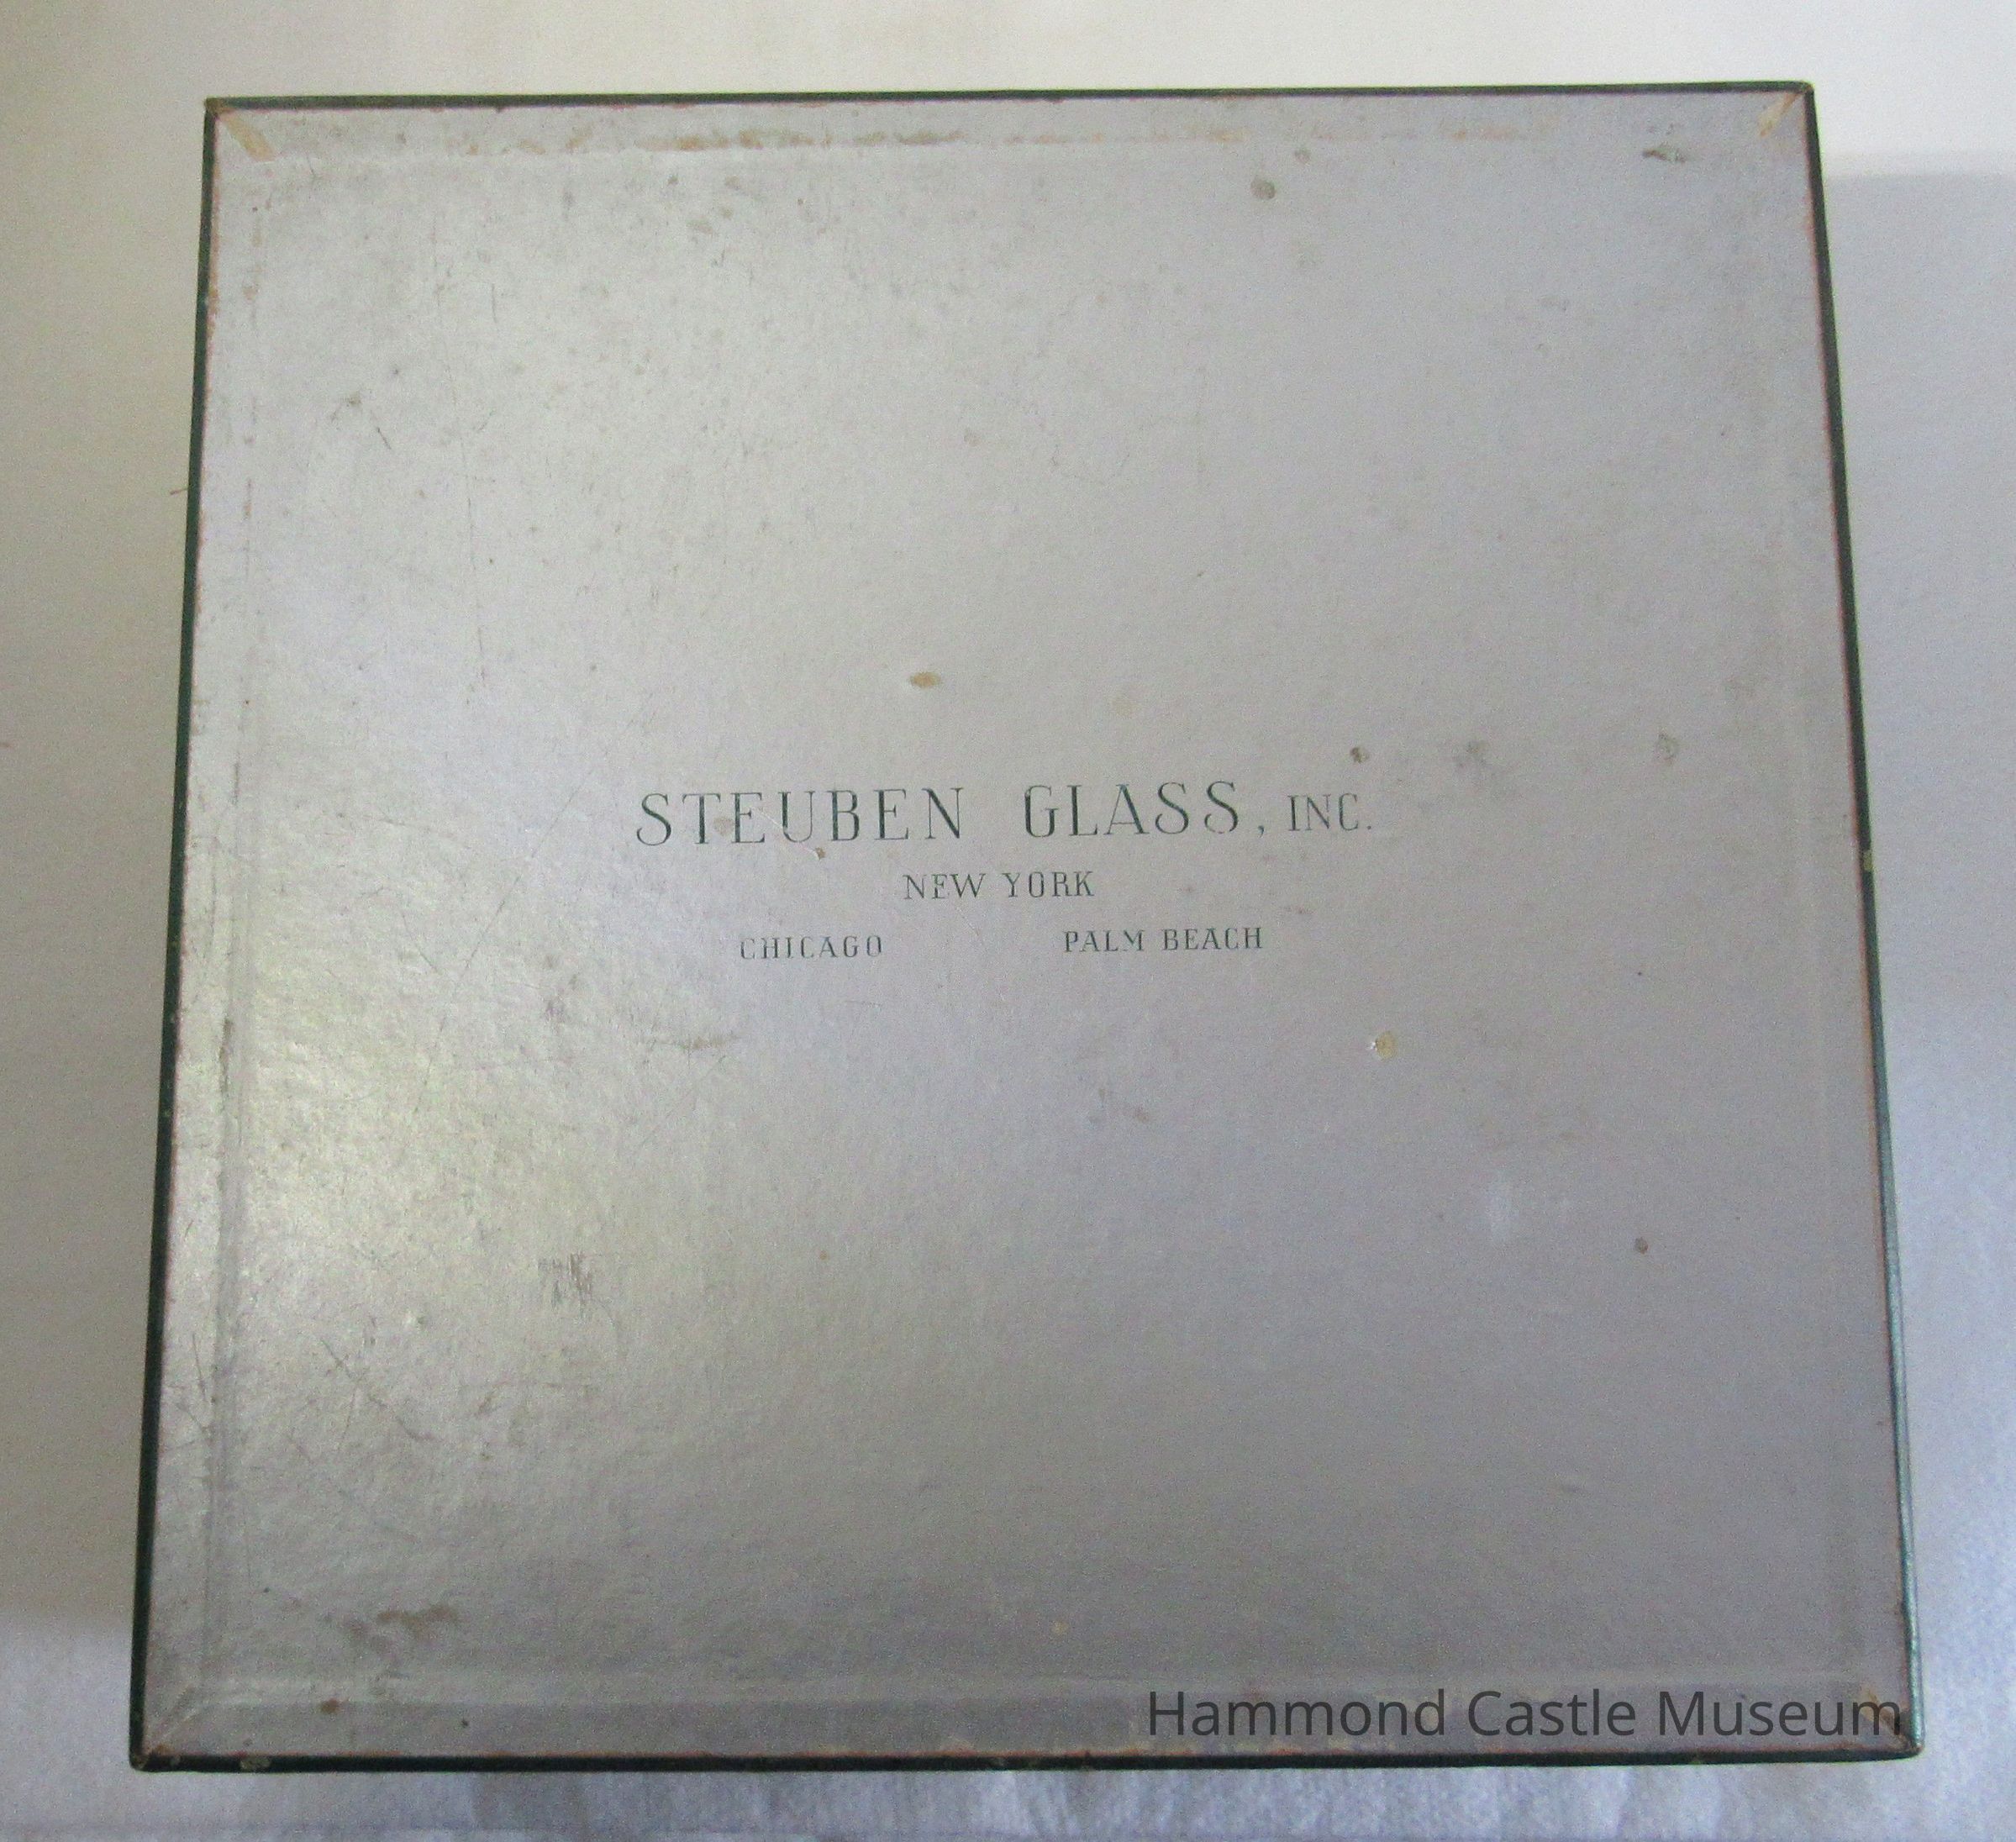 STEUBEN GLASS, INC.
NEW YORK
CHICAGO PALM BEACH
Hammond Castle Museum